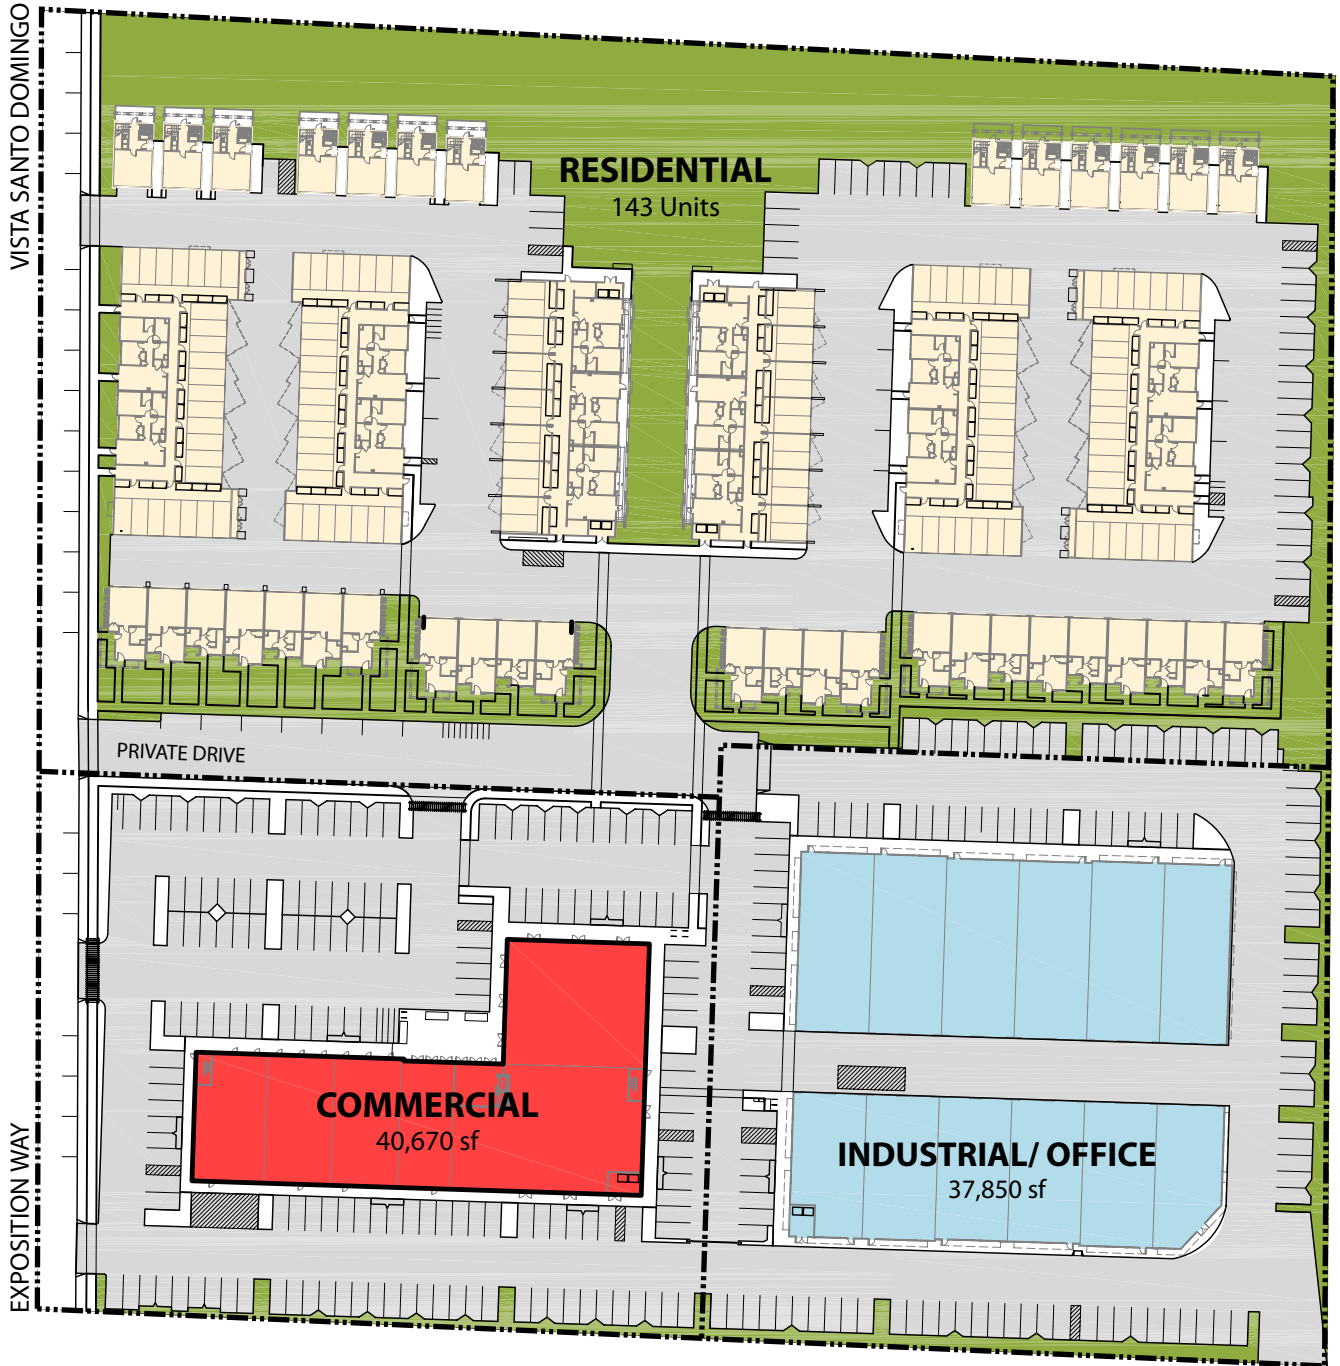 VISTA SANTO DOMINGO
RESIDENTIAL
143 Units
PRIVATE DRIVE
EXPOSITION WAY
COMMERCIAL
40,670 sf
INDUSTRIAL/ OFFICE
37,850 sf